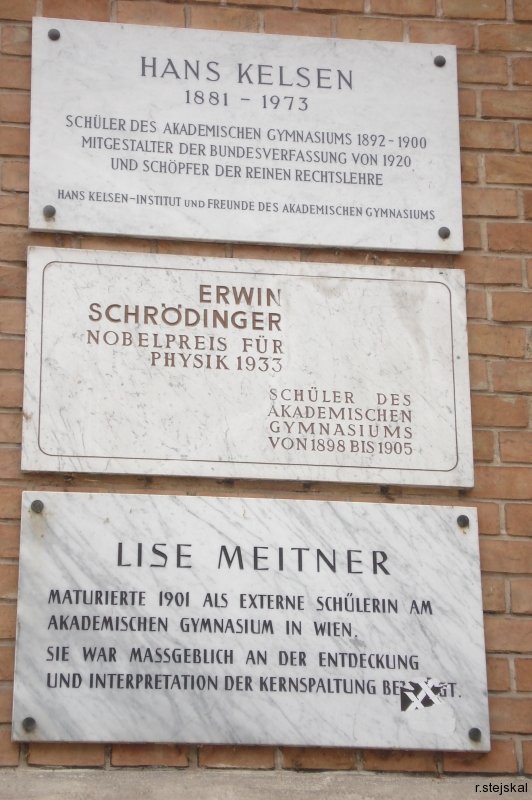 HANS KELSEN
1881 - 1973
SCHÜLER DES AKADEMISCHEN GYMNASIUMS 1892 - 1900
MITGESTALTER DER BUNDESVERFASSUNG VON 1920
UND SCHÖPFER DER REINEN RECHTSLEHRE
HANS KELSEN-INSTITUT UND FREUNDE DES AKADEMISCHEN GYMNASIUMS
ERWIN
SCHRÖDINGER
NOBELPREIS FÜR
PHYSIK 1933
SCHÜLER DES
AKADEMISCHEN
GYMNASIUMS
VON 1898 BIS 1905
LISE MEITNER
MATURIERTE 1901 ALS EXTERNE SCHÜLERIN AM
AKADEMISCHEN GYMNASIUM IN WIEN.
SIE WAR MASSGEBLICH AN DER ENTDECKUNG
UND INTERPRETATION DER KERNSPALTUNG
r.stejskal